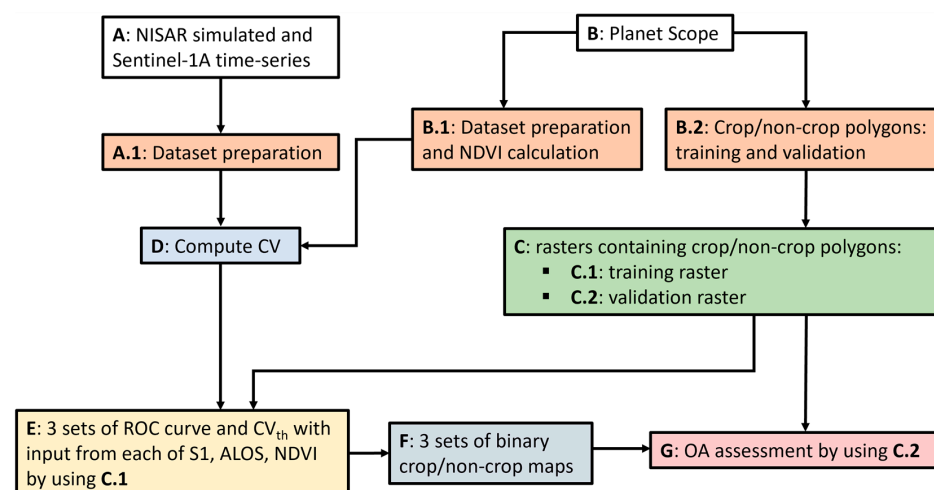 A: NISAR simulated and
Sentinel-1A time-series
B: Planet Scope
A.1: Dataset preparation
B.1: Dataset preparation
and NDVI calculation
B.2: Crop/non-crop polygons:
training and validation
D: Compute CV
C: rasters containing crop/non-crop polygons:
▪ C.1: training raster
▪ C.2: validation raster
E: 3 sets of ROC curve and CVth with
input from each of S1, ALOS, NDVI
by using C.1
F: 3 sets of binary
crop/non-crop maps
G: OA assessment by using C.2